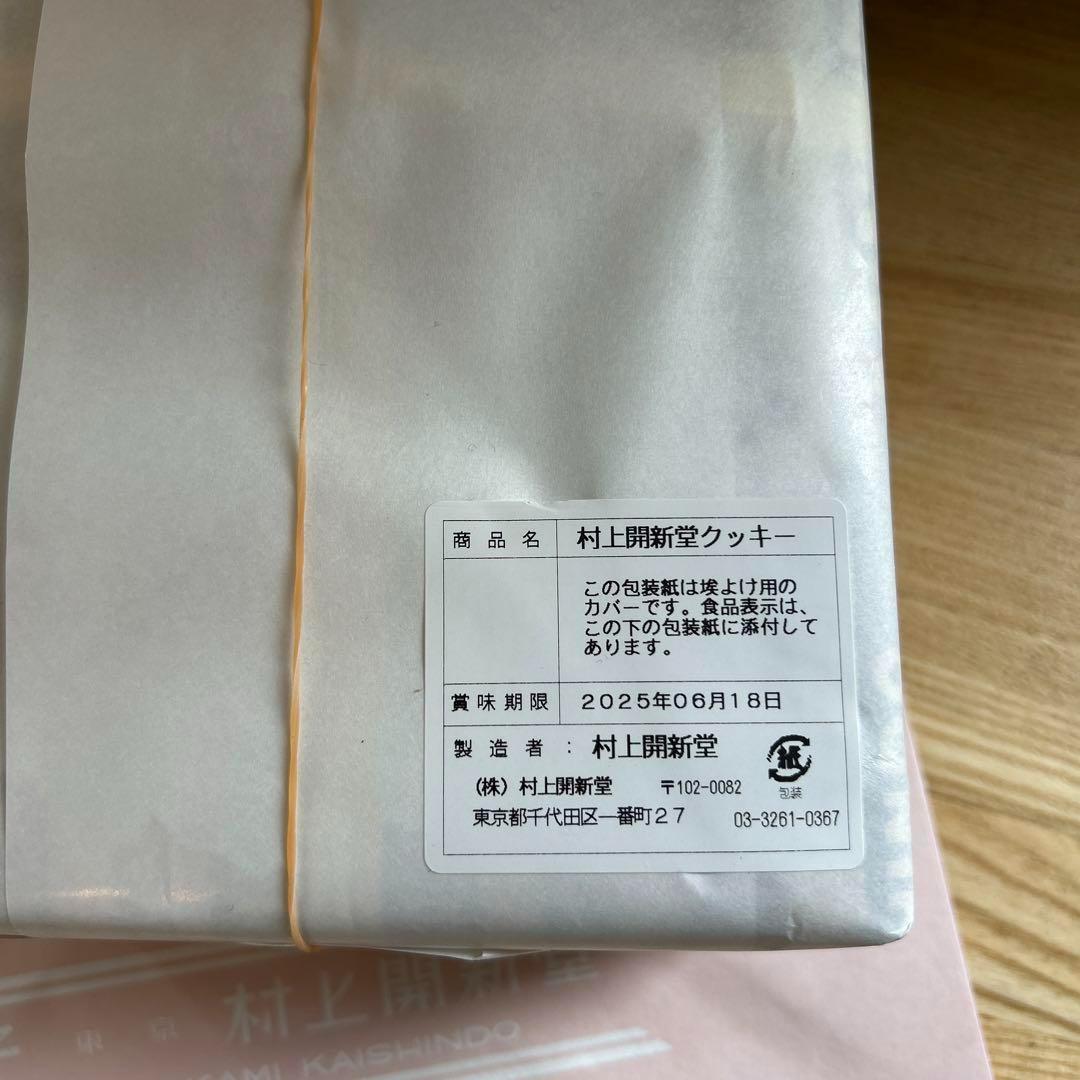 商品名 村上開新堂クッキー
この包装紙は埃よけ用の
カバーです。食品表示は、
この下の包装紙に添付して
あります。
賞味期限 2025年06月18日
製造者: 村上開新堂
紙
包装
(株)村上開新堂 〒102-0082
東京都千代田区一番町27 03-3261-0367
東京 村上開新堂
KAISHINDO